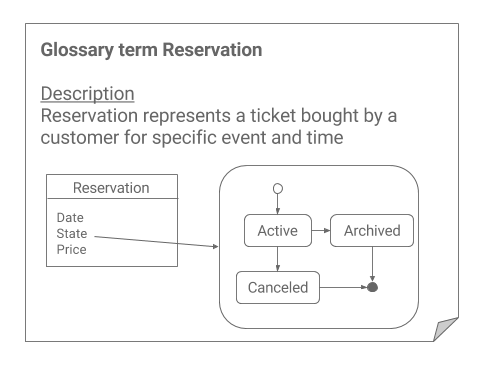 Glossary term Reservation
Description
Reservation represents a ticket bought by a
customer for specific event and time
Reservation
Date
State
Price
Active
Archived
Canceled